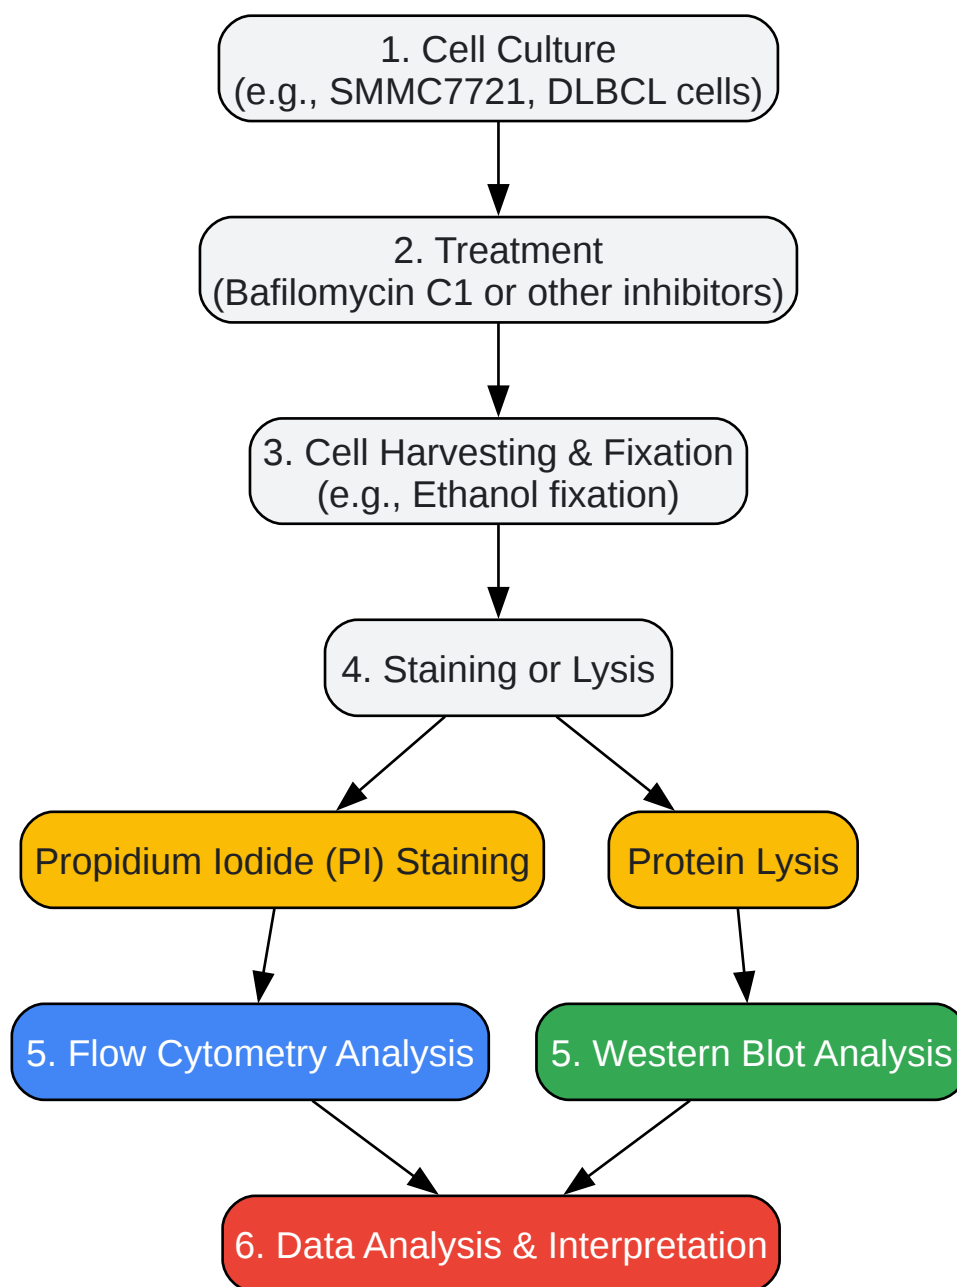 1. Cell Culture
(e.g., SMMC7721, DLBCL cells)
2. Treatment
(Bafilomycin C1 or other inhibitors)
3. Cell Harvesting & Fixation
(e.g., Ethanol fixation)
4. Staining or Lysis
Propidium Iodide (PI) Staining
Protein Lysis
5. Flow Cytometry Analysis
5. Western Blot Analysis
6. Data Analysis & Interpretation